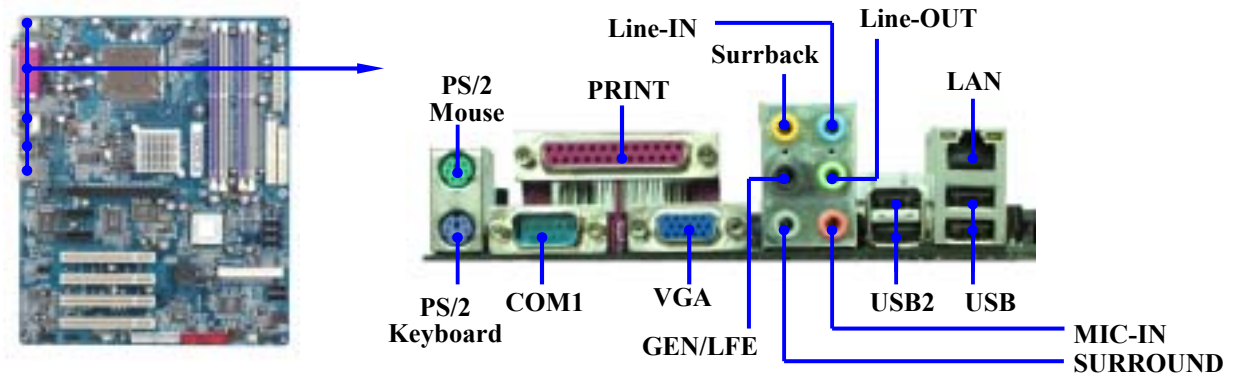 Line-IN
Line-OUT
Surrback
PS/2
Mouse
PRINT
LAN
PS/2
Keyboard
COM1
VGA
USB2
USB
GEN/LFE
MIC-IN
SURROUND